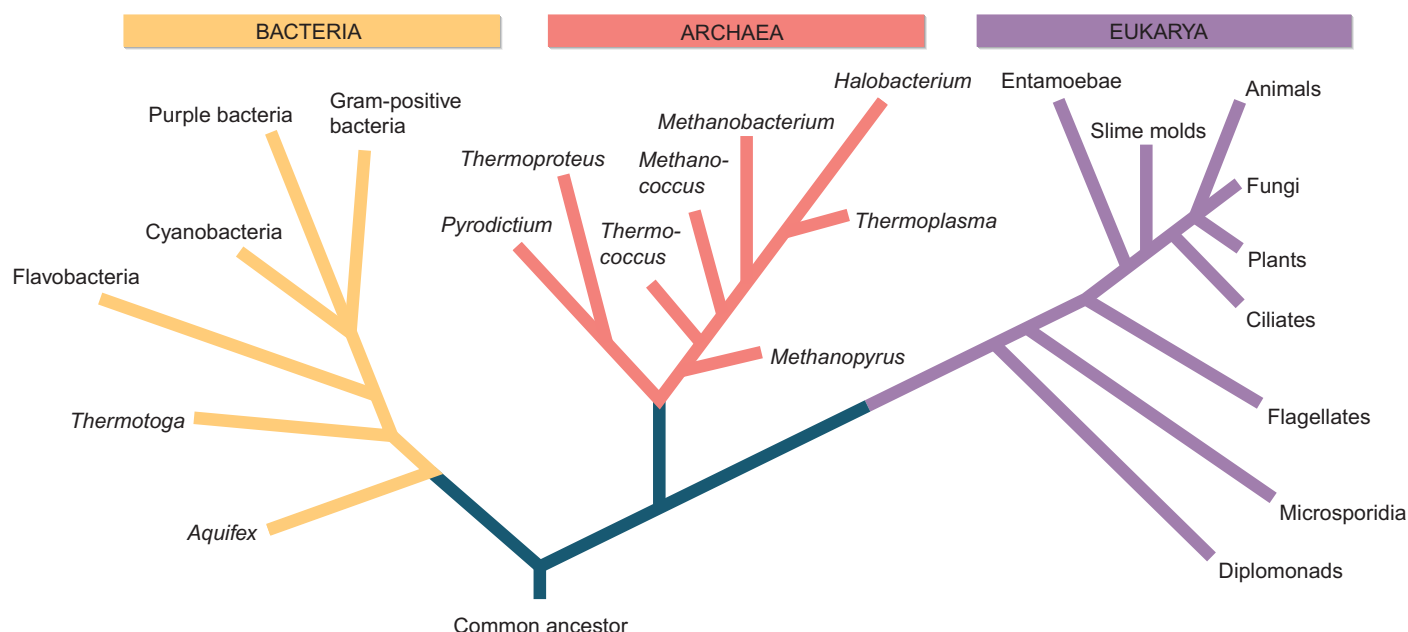 BACTERIA
ARCHAEA
EUKARYA
Purple bacteria
Gram-positive
bacteria
Cyanobacteria
Flavobacteria
Thermotoga
Aquifex
Halobacterium
Methanobacterium
Thermoproteus
Methano-
coccus
Pyrodictium
Thermo-
coccus
Thermoplasma
Methanopyrus
Entamoebae
Animals
Slime molds
Fungi
Plants
Ciliates
Flagellates
Microsporidia
Diplomonads
Common ancestor